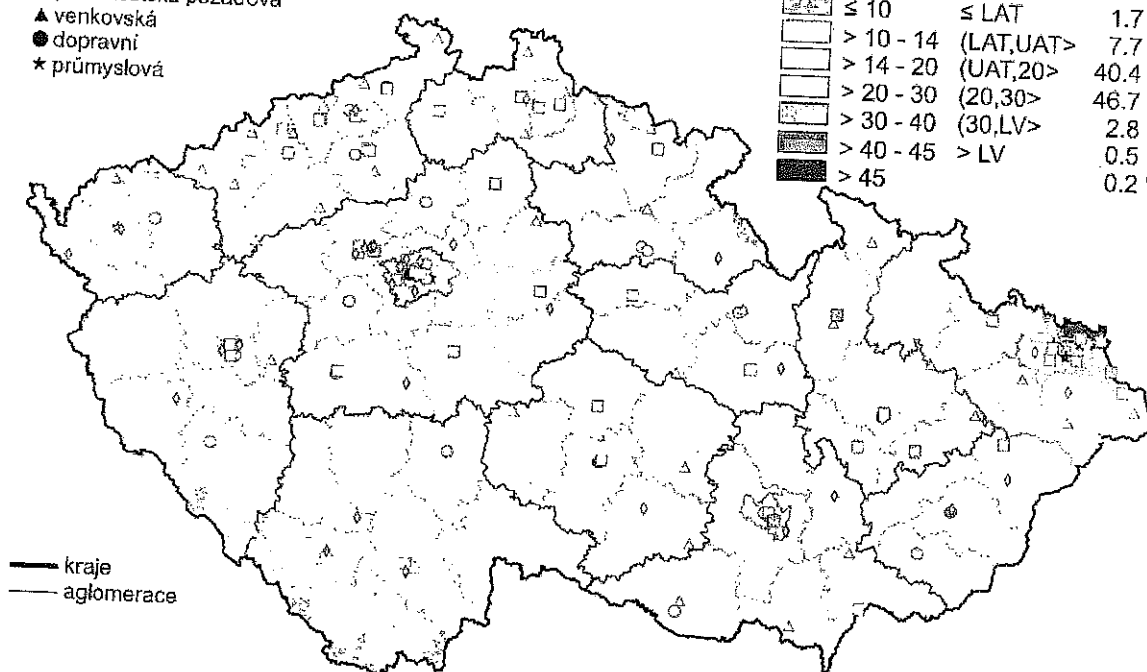 ▲ venkovská
● dopravní
★ průmyslová
≤ 10 ≤ LAT 1.7
> 10 - 14 (LAT,UAT> 7.7
> 14 - 20 (UAT,20> 40.4
> 20 - 30 (20,30> 46.7
> 30 - 40 (30,LV> 2.8
> 40 - 45 > LV 0.5
> 45 0.2
kraje
aglomerace